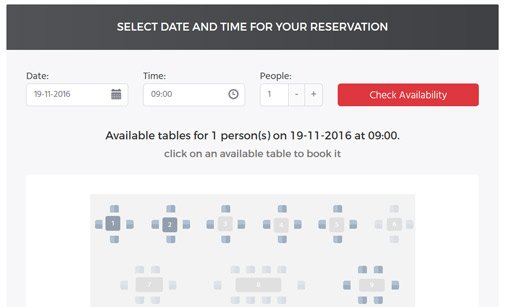 SELECT DATE AND TIME FOR YOUR RESERVATION
Date: Time: People:
19-11-2016 09:00 1 - + Check Availability
Available tables for 1 person(s) on 19-11-2016 at 09:00.
click on an available table to book it
1 2 3 4 5 6
7 8 9